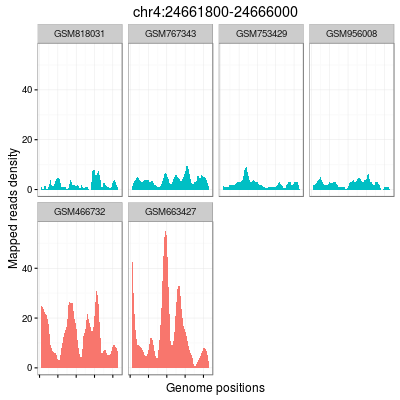 chr4:24661800-24666000
GSM818031 GSM767343 GSM753429 GSM956008
40
20
0
GSM466732 GSM663427
40
20
0
Mapped reads density
Genome positions